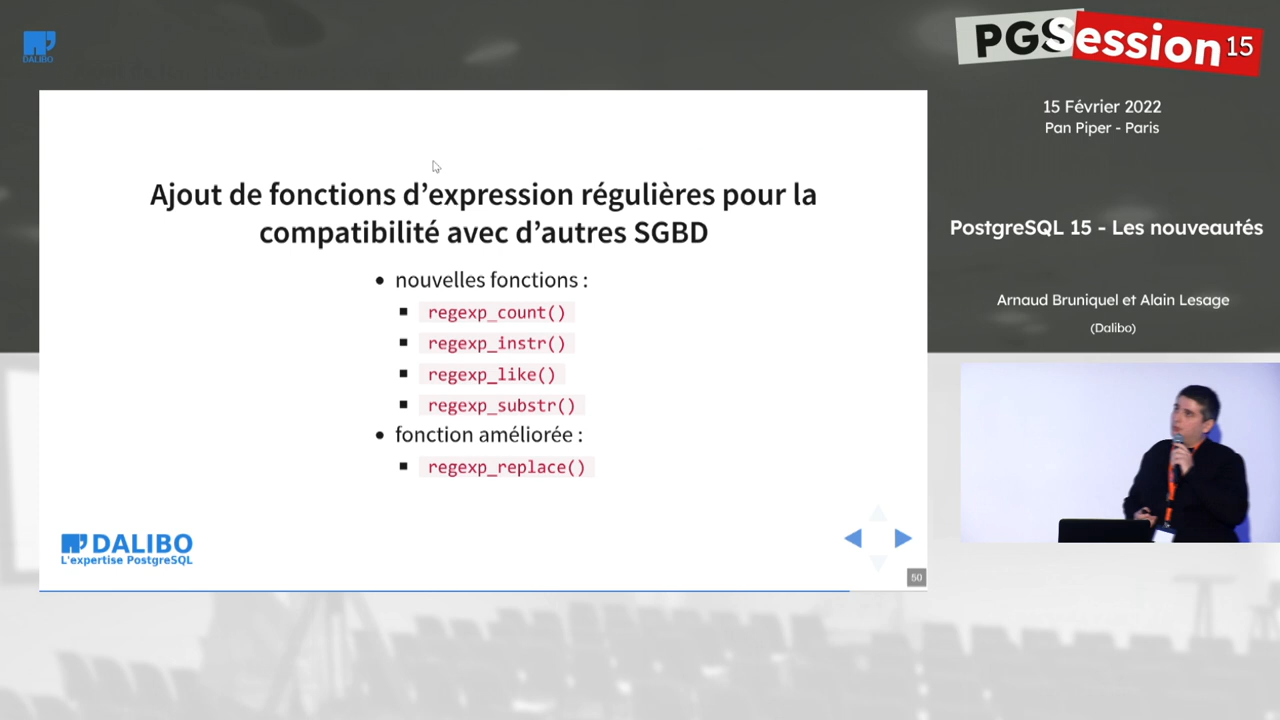 DALIBO
PGSession 15
15 Février 2022
Pan Piper - Paris
PostgreSQL 15 - Les nouveautés
Arnaud Bruniquel et Alain Lesage
(Dalibo)
Ajout de fonctions d’expression régulières pour la
compatibilité avec d’autres SGBD
nouvelles fonctions :
regexp_count()
regexp_instr()
regexp_like()
regexp_substr()
fonction améliorée :
regexp_replace()
DALIBO
L'expertise PostgreSQL
50